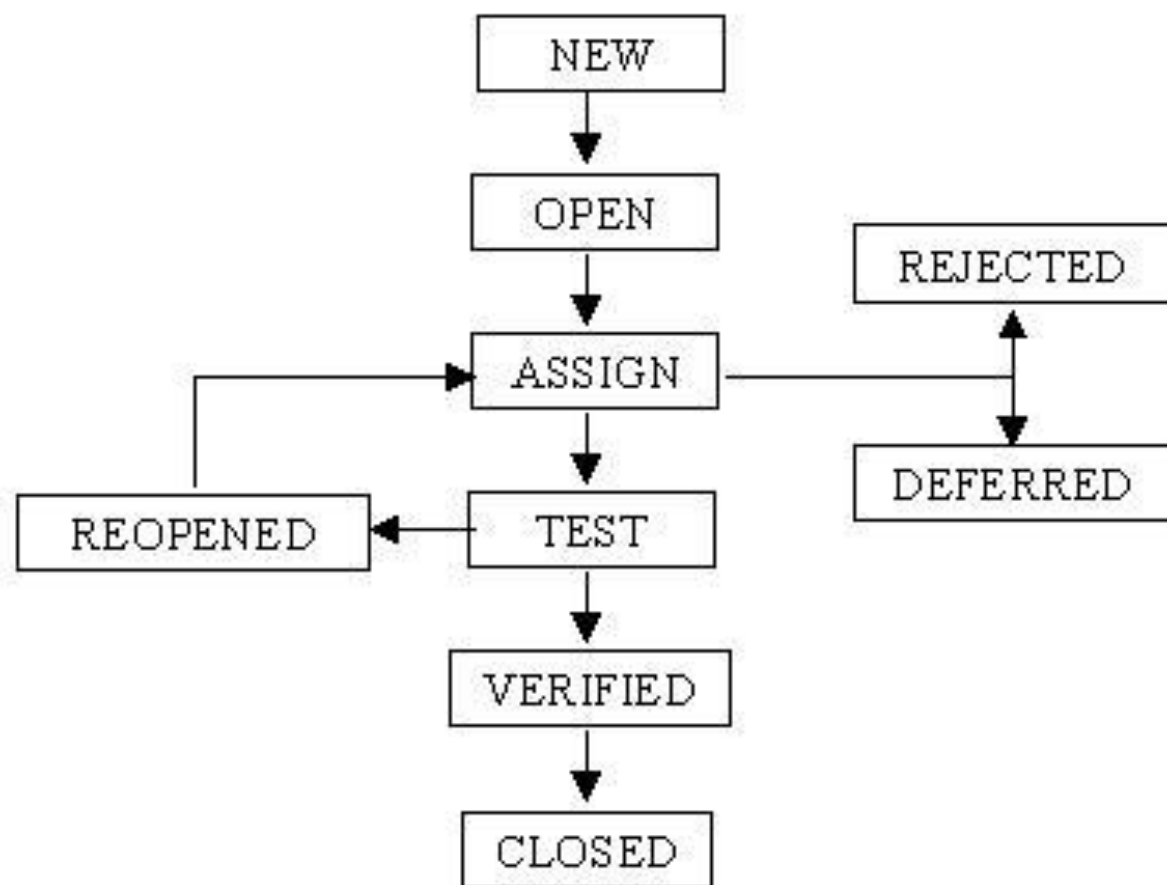 NEW
OPEN
REJECTED
ASSIGN
DEFERRED
REOPENED
TEST
VERIFIED
CLOSED